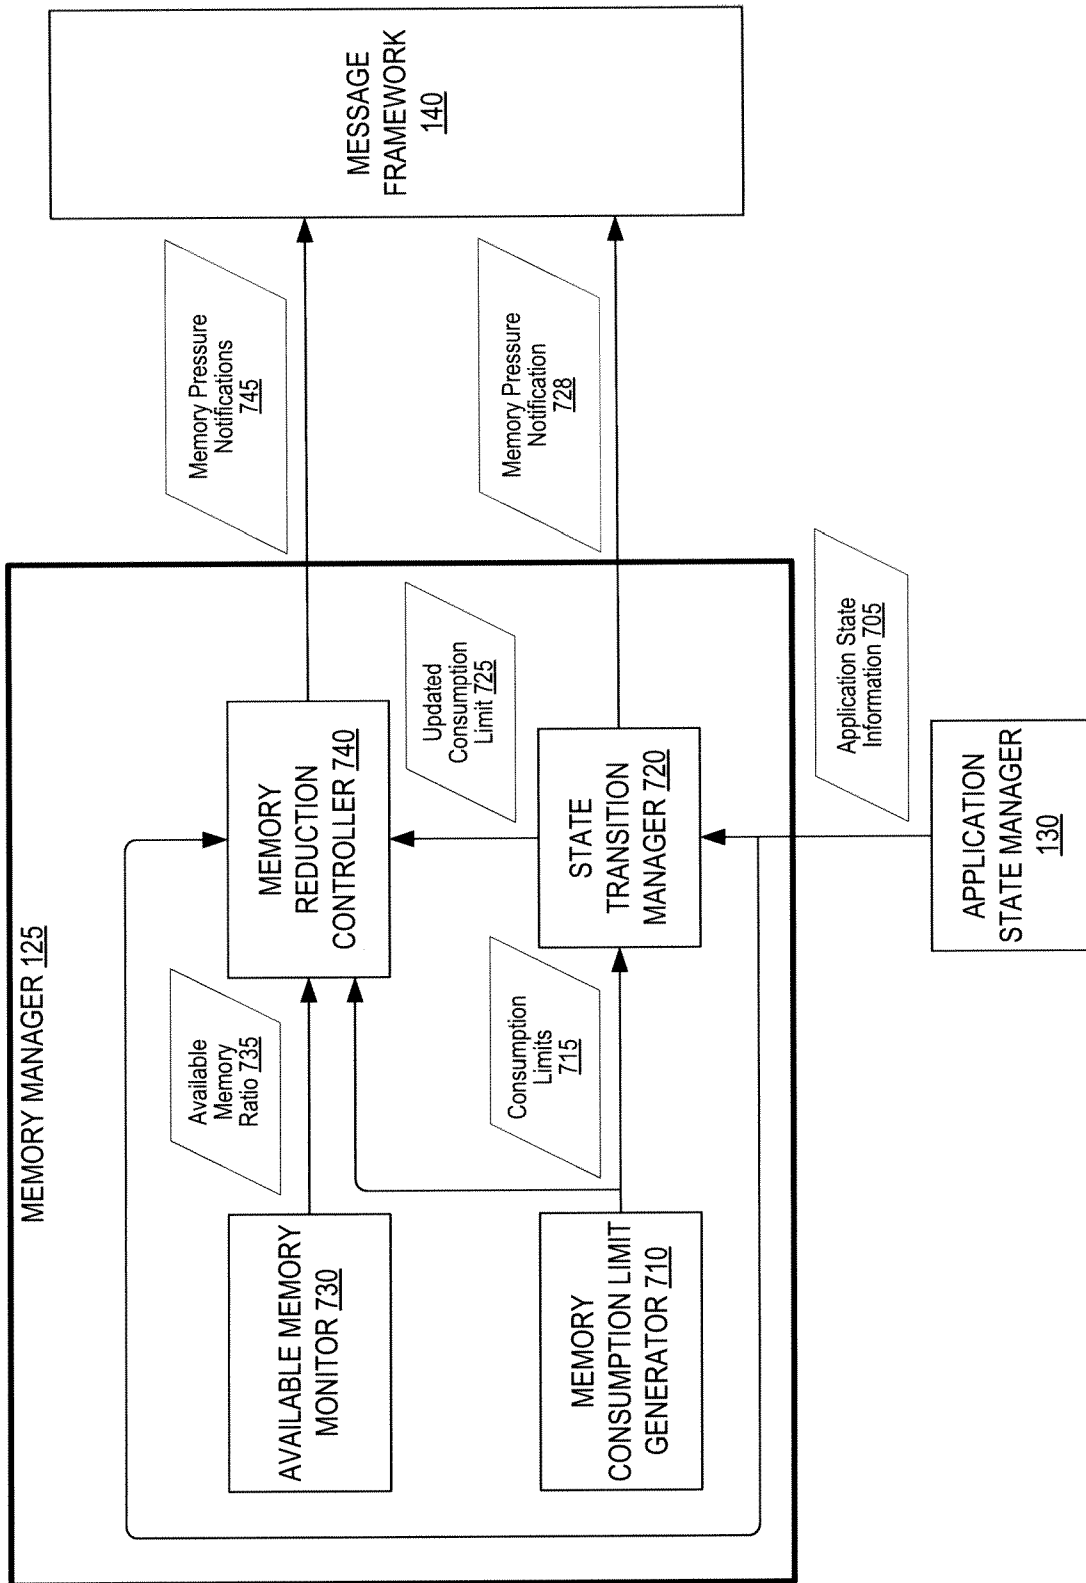 MEMORY MANAGER 125
AVAILABLE MEMORY
MONITOR 730
Available
Memory
Ratio 735
MEMORY
REDUCTION
CONTROLLER 740
Memory Pressure
Notifications
745
MESSAGE
FRAMEWORK
140
Updated
Consumption
Limit 725
MEMORY
CONSUMPTION LIMIT
GENERATOR 710
Consumption
Limits
715
STATE
TRANSITION
MANAGER 720
Memory Pressure
Notification
728
Application State
Information 705
APPLICATION
STATE MANAGER
130